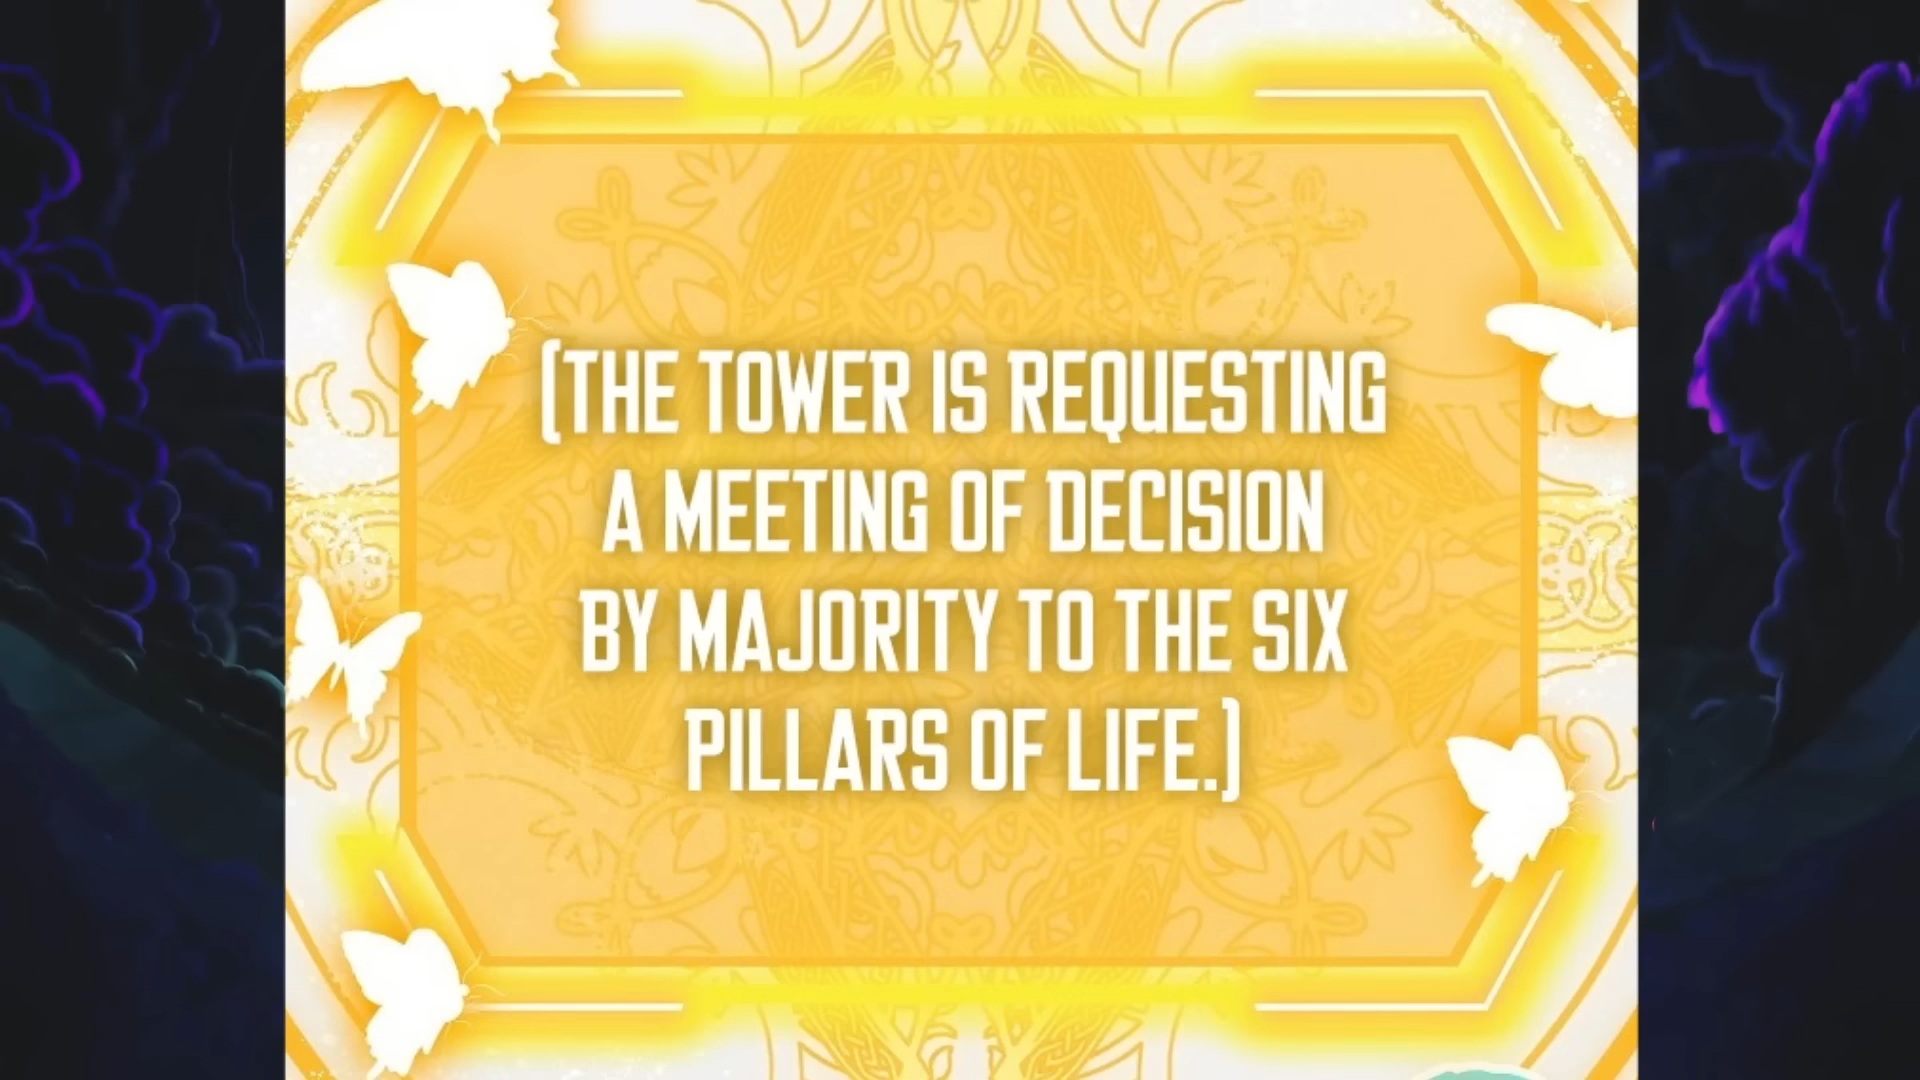 [THE TOWER IS REQUESTING
A MEETING OF DECISION
BY MAJORITY TO THE SIX
PILLARS OF LIFE.]